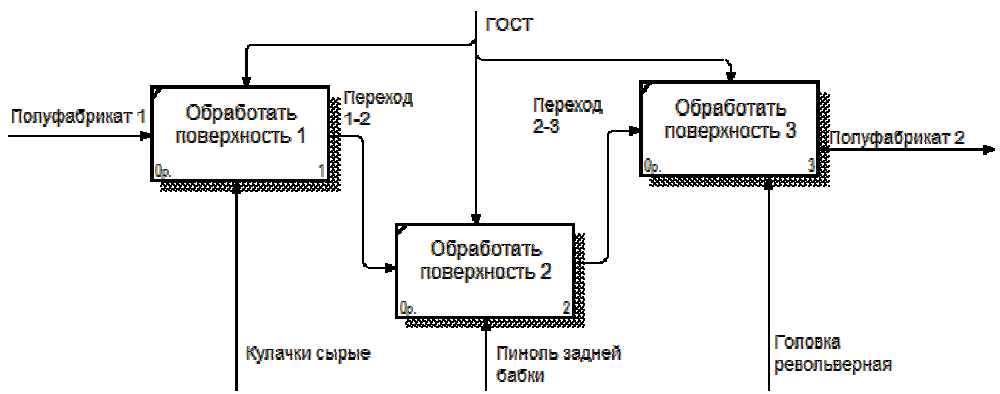 ГОСТ
Полуфабрикат 1
Обработать
поверхность 1
0р.
1
Переход
1-2
Обработать
поверхность 2
0р.
2
Переход
2-3
Обработать
поверхность 3
0р.
3
Полуфабрикат 2
Кулачки сырые
Пиноль задней
бабки
Головка
револьверная